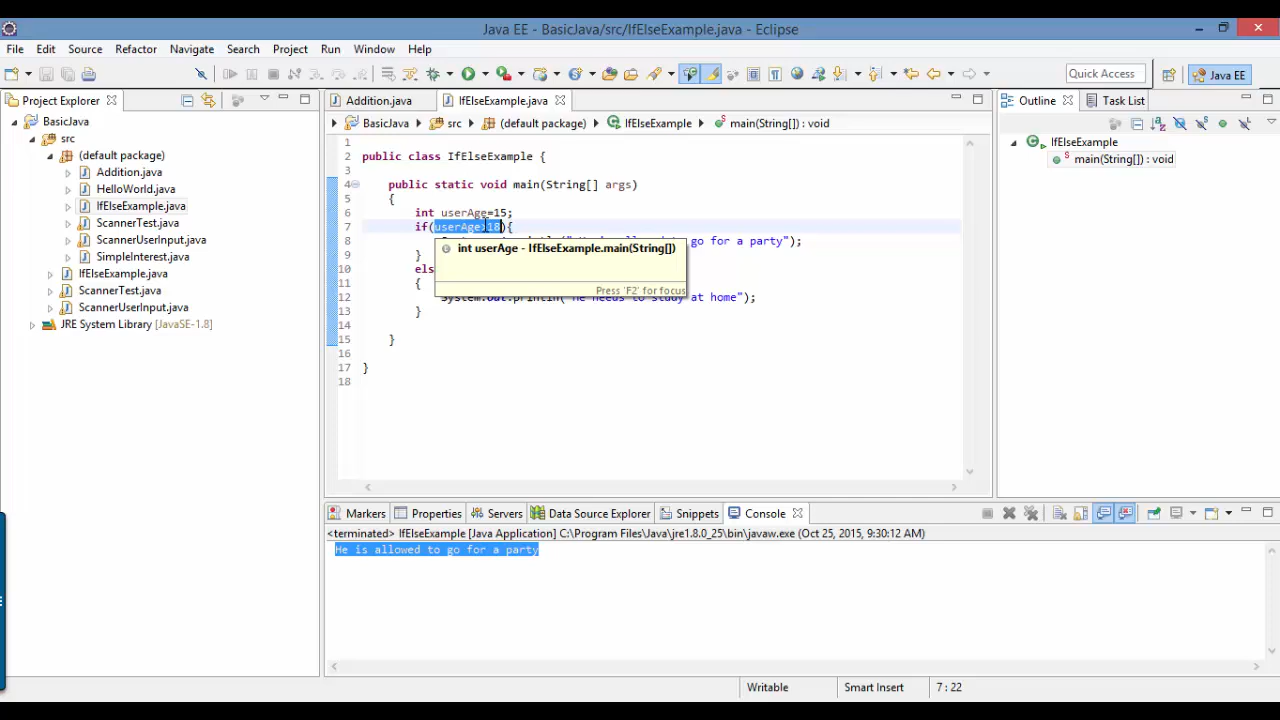 Java EE - BasicJava/src/IfElseExample.java - Eclipse
File Edit Source Refactor Navigate Search Project Run Window Help
Quick Access Java EE
Project Explorer
BasicJava
src
(default package)
Addition.java
HelloWorld.java
IfElseExample.java
ScannerTest.java
ScannerUserInput.java
SimpleInterest.java
IfElseExample.java
ScannerTest.java
ScannerUserInput.java
JRE System Library [JavaSE-1.8]
Addition.java IfElseExample.java
BasicJava src (default package) IfElseExample main(String[]) : void
1
2 public class IfElseExample {
3
4 public static void main(String[] args)
5 {
6 int userAge=15;
7 if(userAge>18){
8 go for a party");
9 }
10 els
11 {
12 System.out.println("He needs to study at home");
13 }
14
15 }
16
17 }
18
int userAge - IfElseExample.main(String[])
Press 'F2' for focus
Outline Task List
IfElseExample
main(String[]) : void
Markers Properties Servers Data Source Explorer Snippets Console
<terminated> IfElseExample [Java Application] C:\Program Files\Java\jre1.8.0_25\bin\javaw.exe (Oct 25, 2015, 9:30:12 AM)
He is allowed to go for a party
Writable Smart Insert 7 : 22